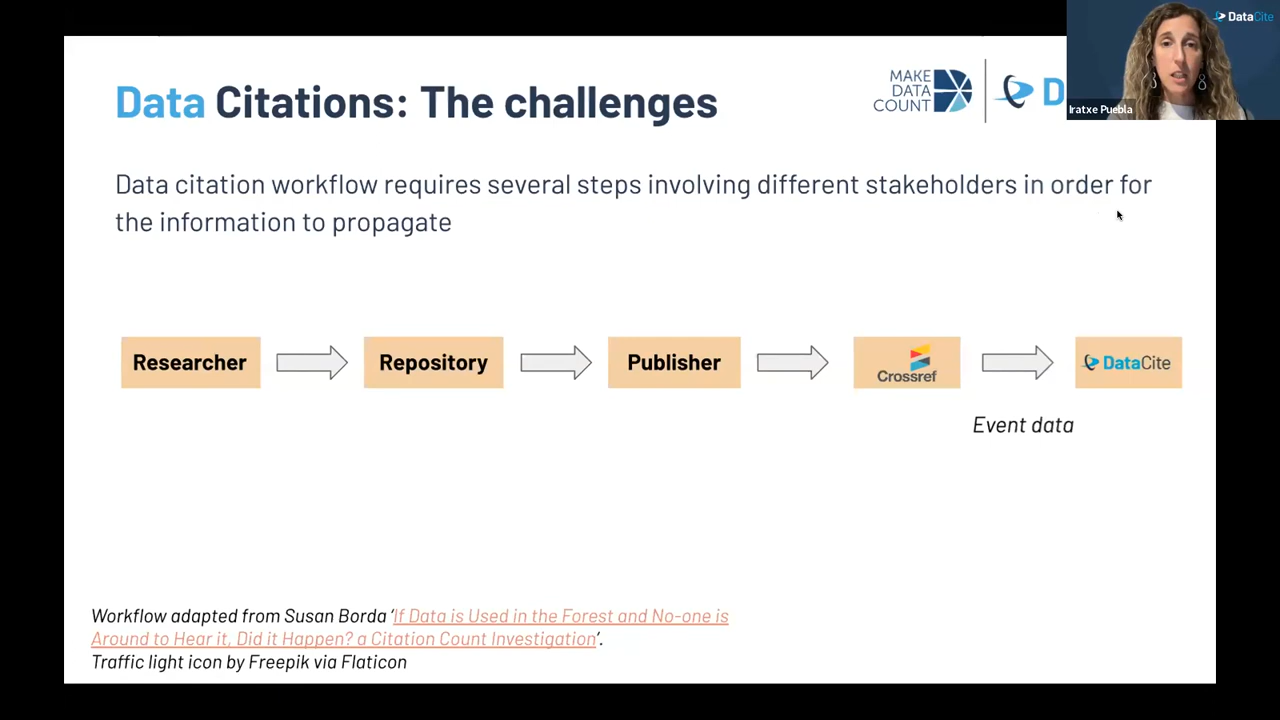 DataCite
Iratxe Puebla
Data Citations: The challenges
MAKE
DATA
COUNT
D
Data citation workflow requires several steps involving different stakeholders in order for
the information to propagate
Researcher
Repository
Publisher
Crossref
DataCite
Event data
Workflow adapted from Susan Borda ‘If Data is Used in the Forest and No-one is
Around to Hear it, Did it Happen? a Citation Count Investigation’.
Traffic light icon by Freepik via Flaticon